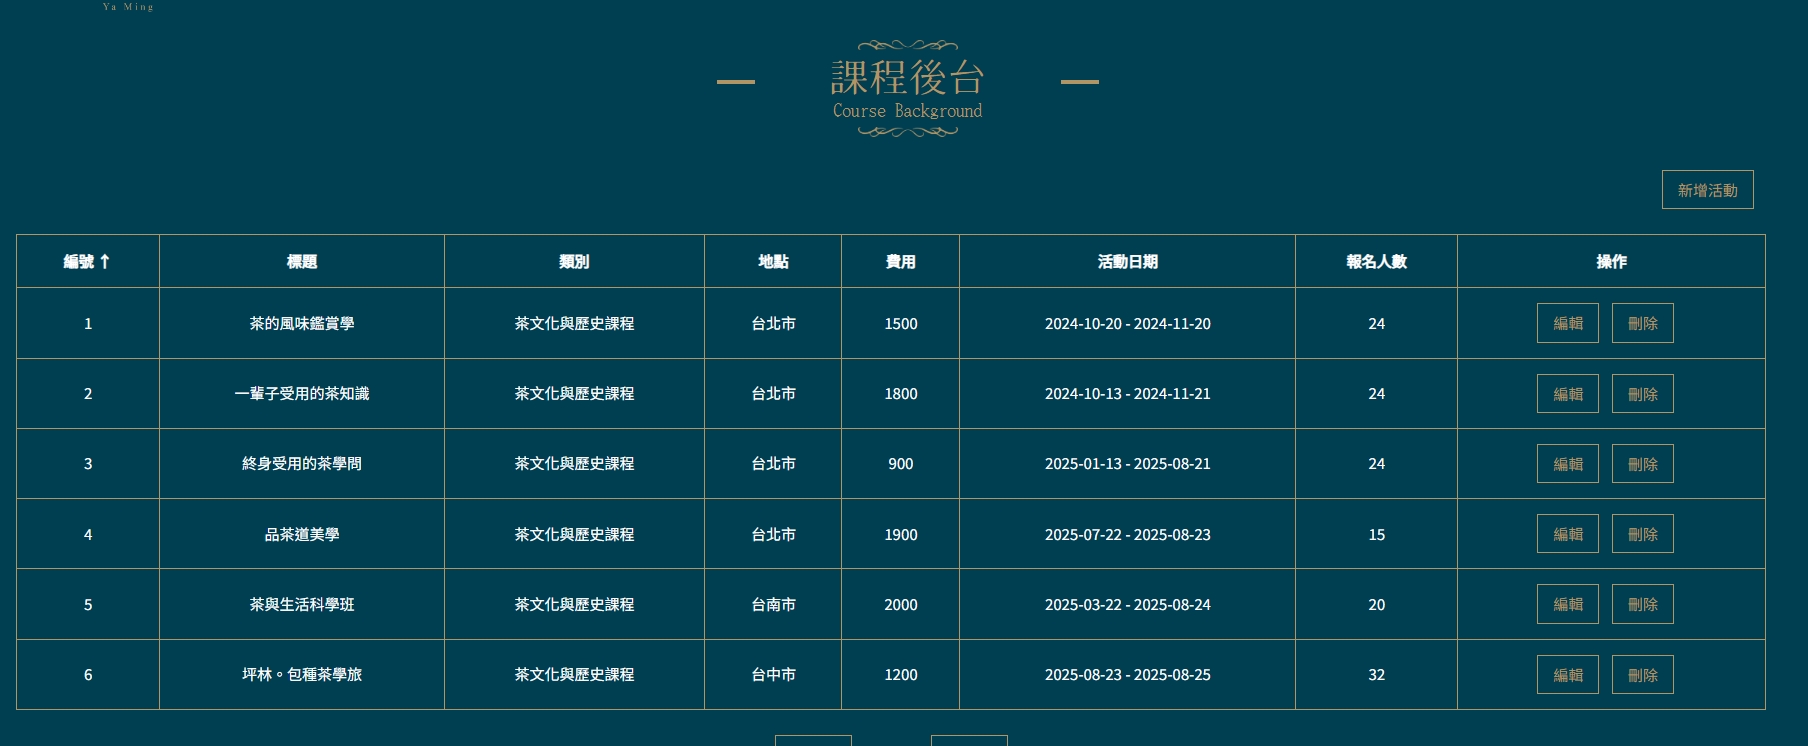 Ya Ming
課程後台
Course Background
新增活動
編號 ↑ 標題 類別 地點 費用 活動日期 報名人數 操作
1 茶的風味鑑賞學 茶文化與歷史課程 台北市 1500 2024-10-20 - 2024-11-20 24 編輯 刪除
2 一輩子受用的茶知識 茶文化與歷史課程 台北市 1800 2024-10-13 - 2024-11-21 24 編輯 刪除
3 終身受用的茶學問 茶文化與歷史課程 台北市 900 2025-01-13 - 2025-08-21 24 編輯 刪除
4 品茶道美學 茶文化與歷史課程 台北市 1900 2025-07-22 - 2025-08-23 15 編輯 刪除
5 茶與生活科學班 茶文化與歷史課程 台南市 2000 2025-03-22 - 2025-08-24 20 編輯 刪除
6 坪林。包種茶學旅 茶文化與歷史課程 台中市 1200 2025-08-23 - 2025-08-25 32 編輯 刪除